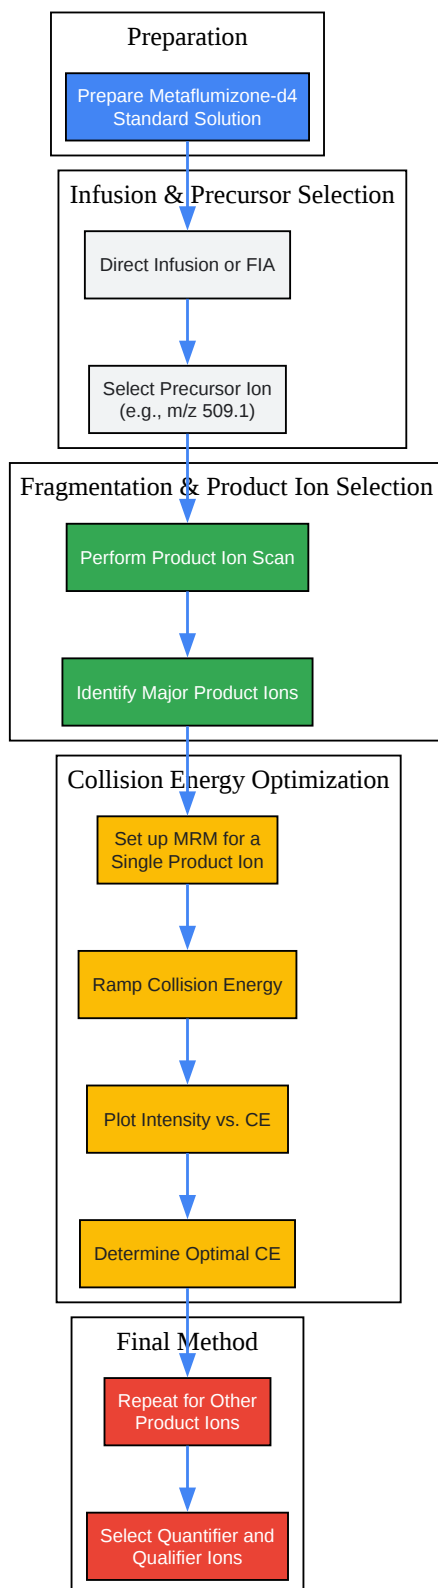 Preparation
Prepare Metaflumizone-d4
Standard Solution
Infusion & Precursor Selection
Direct Infusion or FIA
Select Precursor Ion
(e.g., m/z 509.1)
Fragmentation & Product Ion Selection
Perform Product Ion Scan
Identify Major Product Ions
Collision Energy Optimization
Set up MRM for a
Single Product Ion
Ramp Collision Energy
Plot Intensity vs. CE
Determine Optimal CE
Final Method
Repeat for Other
Product Ions
Select Quantifier and
Qualifier Ions